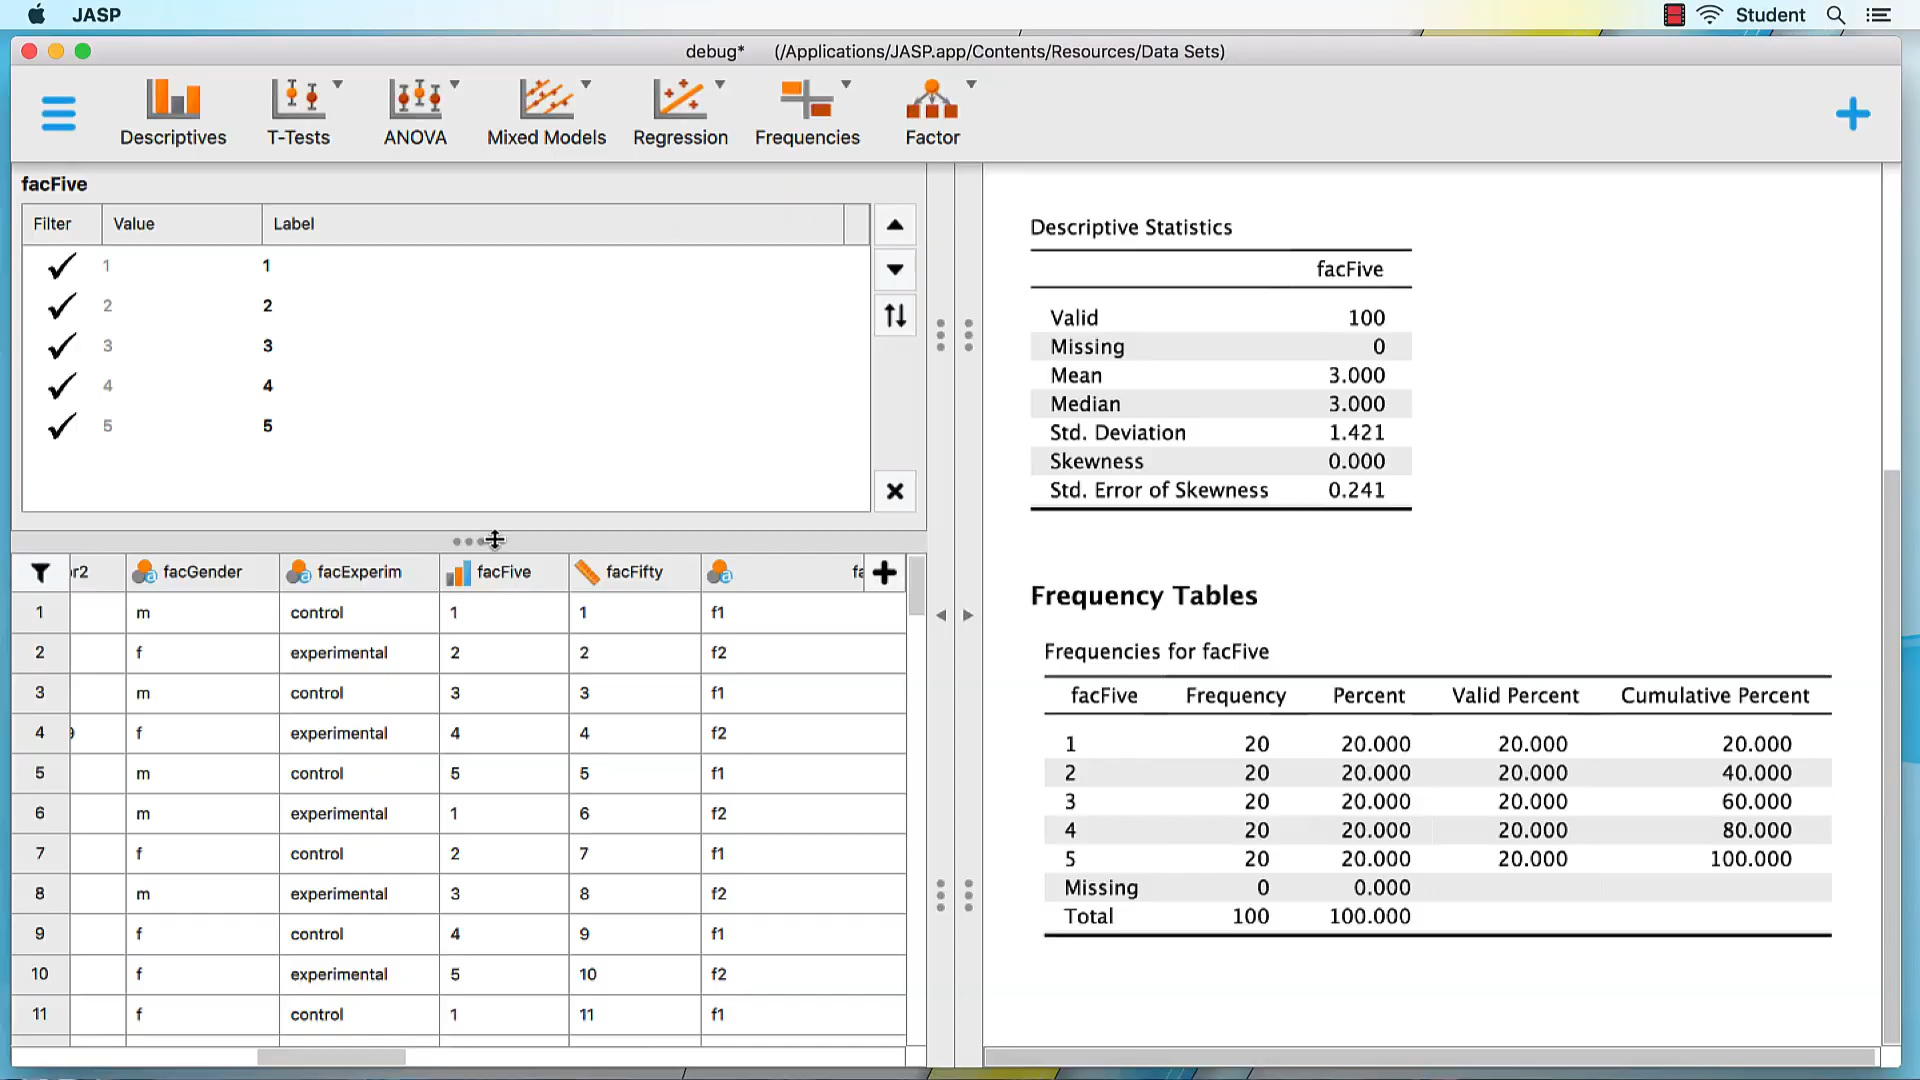 JASP
Student
debug* (/Applications/JASP.app/Contents/Resources/Data Sets)
Descriptives
T-Tests
ANOVA
Mixed Models
Regression
Frequencies
Factor
facFive
Filter Value Label
1 1
2 2
3 3
4 4
5 5
r2 facGender facExperim facFive facFifty fa
1 m control 1 1 f1
2 f experimental 2 2 f2
3 m control 3 3 f1
4 9 f experimental 4 4 f2
5 m control 5 5 f1
6 m experimental 1 6 f2
7 f control 2 7 f1
8 m experimental 3 8 f2
9 f control 4 9 f1
10 f experimental 5 10 f2
11 f control 1 11 f1
Descriptive Statistics
facFive
Valid 100
Missing 0
Mean 3.000
Median 3.000
Std. Deviation 1.421
Skewness 0.000
Std. Error of Skewness 0.241
Frequency Tables
Frequencies for facFive
facFive Frequency Percent Valid Percent Cumulative Percent
1 20 20.000 20.000 20.000
2 20 20.000 20.000 40.000
3 20 20.000 20.000 60.000
4 20 20.000 20.000 80.000
5 20 20.000 20.000 100.000
Missing 0 0.000
Total 100 100.000